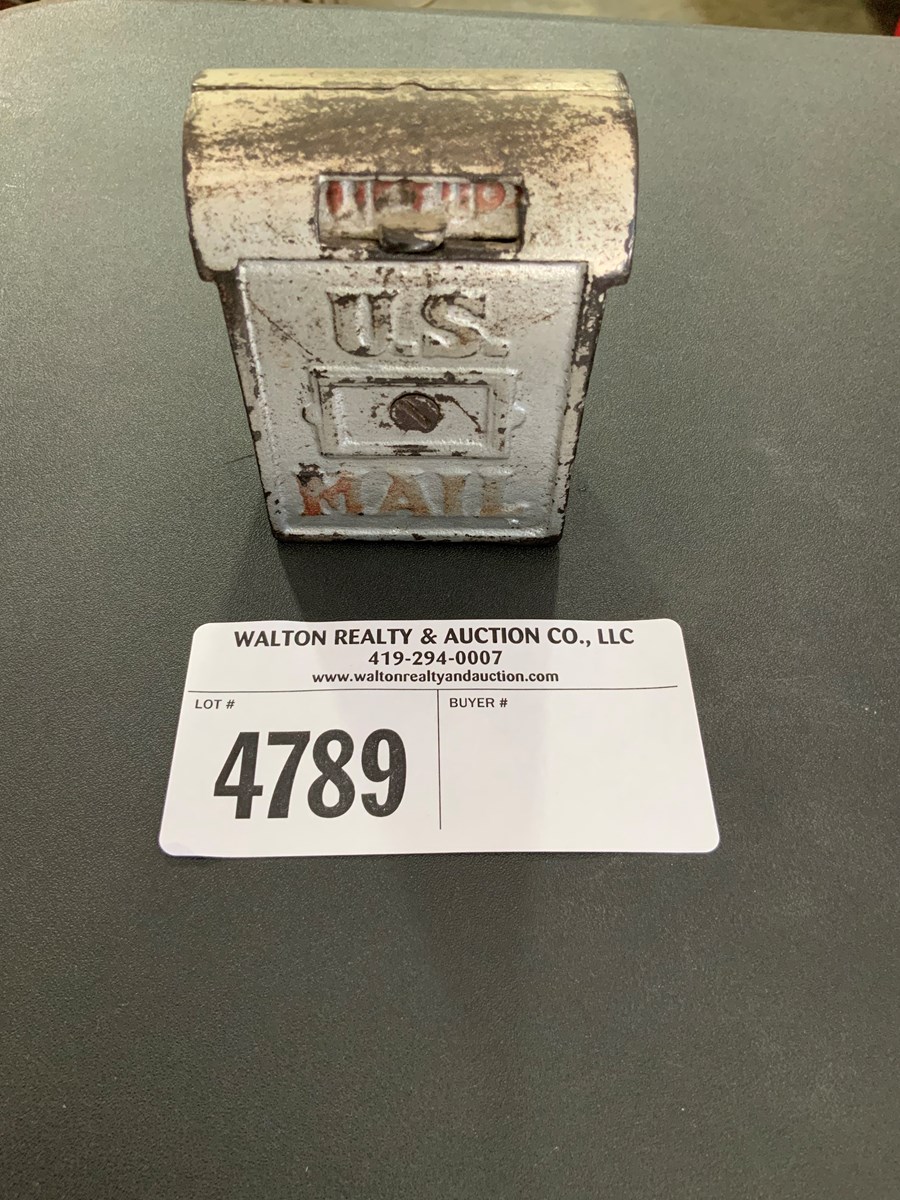 U.S.
MAIL
WALTON REALTY & AUCTION CO., LLC
419-294-0007
www.waltonrealtyandauction.com
LOT #
BUYER #
4789